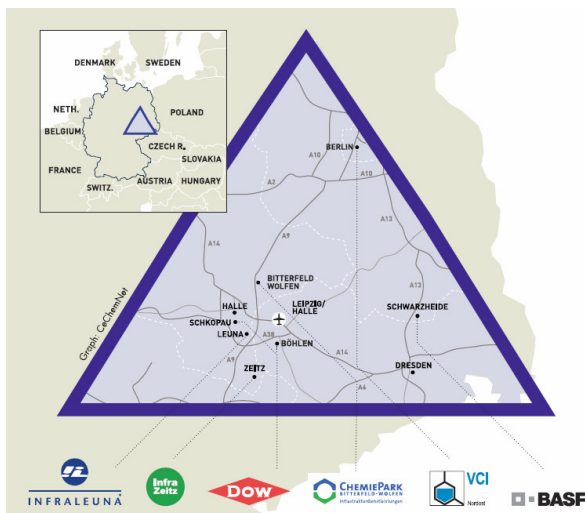 DENMARK
SWEDEN
NETH.
POLAND
BELGIUM
CZECH R.
SLOVAKIA
FRANCE
AUSTRIA
HUNGARY
SWITZ.
BERLIN
A10
A10
A2
A13
A9
A14
BITTERFELD
WOLFEN
A13
HALLE
LEIPZIG/
HALLE
SCHWARZHEIDE
SCHKOPAU
LEUNA
A38
BÖHLEN
A9
A14
ZEITZ
DRESDEN
A4
Graph: CeChemNet
INFRALEUNA
Infra
Zeitz
DOW
CHEMIEPARK
BITTERFELD-WOLFEN
Infrastrukturdienstleistungen
VCI
Nordost
BASF